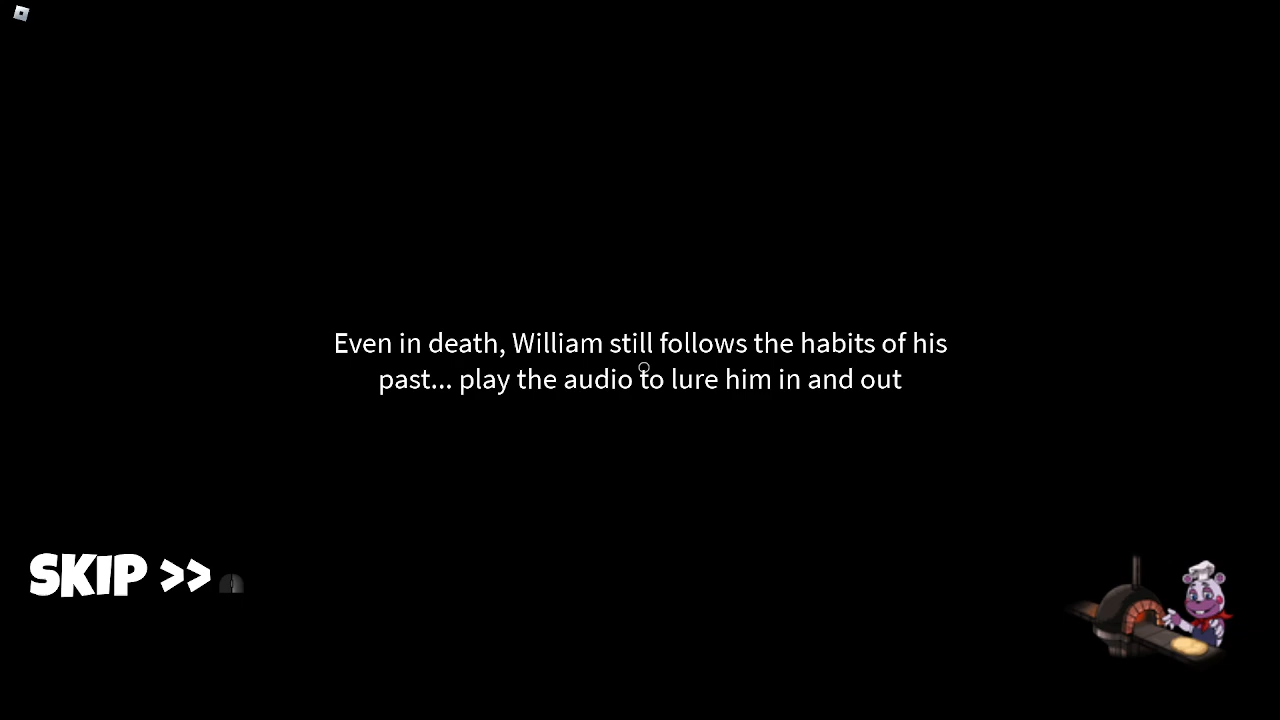 Even in death, William still follows the habits of his
past... play the audio to lure him in and out
SKIP >>